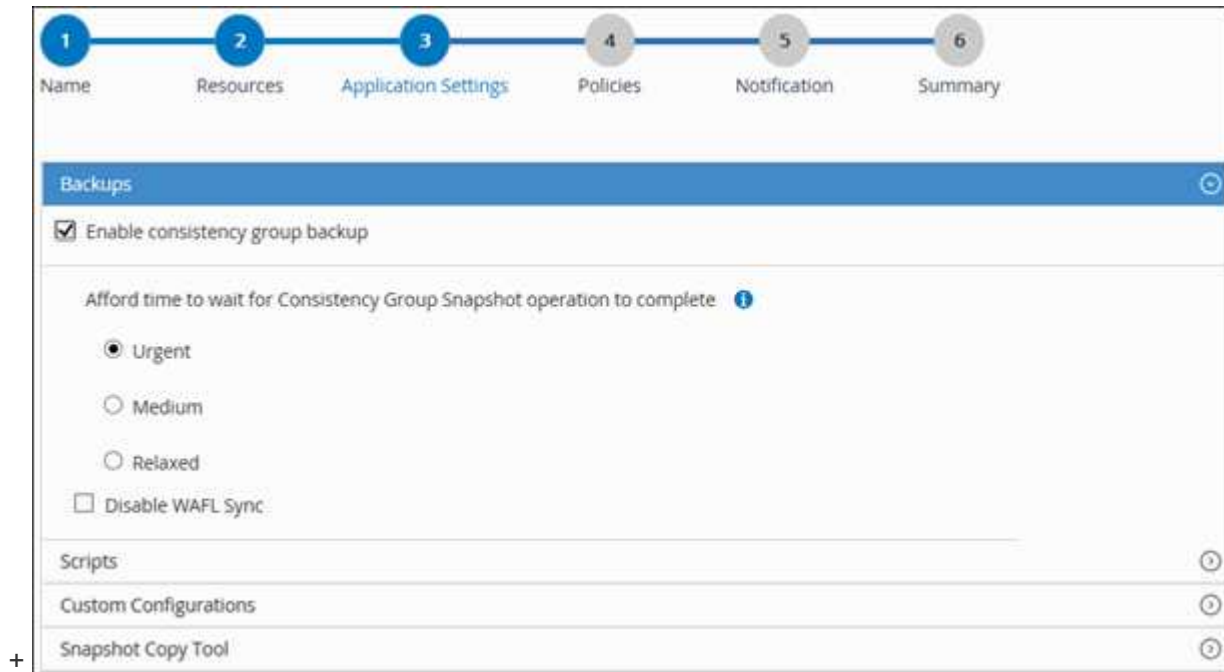 1 2 3 4 5 6
Name Resources Application Settings Policies Notification Summary
Backups
Enable consistency group backup
Afford time to wait for Consistency Group Snapshot operation to complete
Urgent
Medium
Relaxed
Disable WAFL Sync
Scripts
Custom Configurations
Snapshot Copy Tool
+